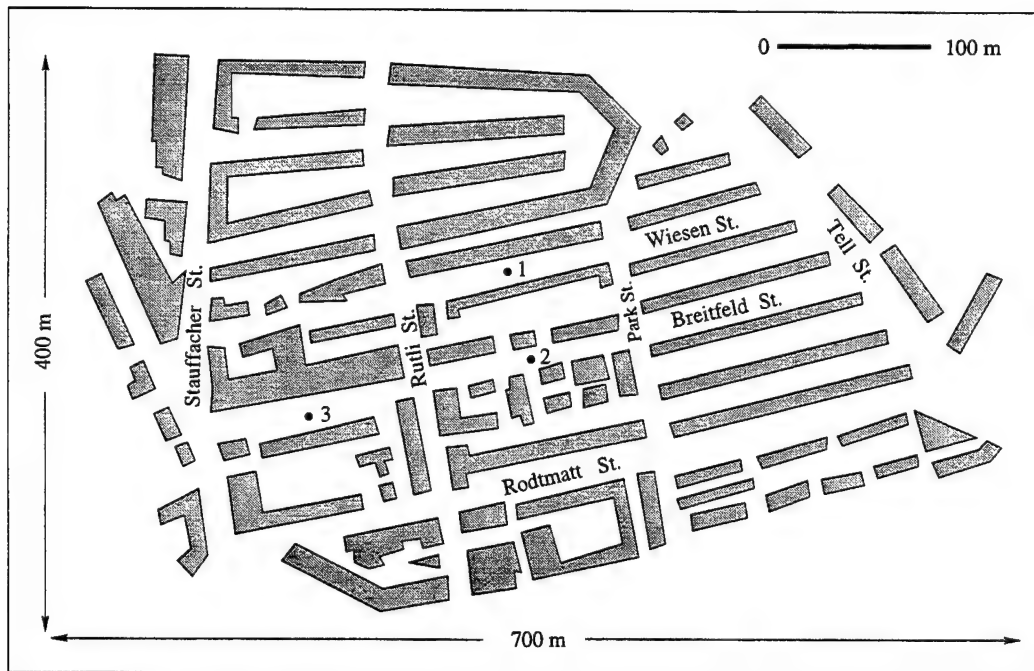 0 100 m
400 m
700 m
Wiesen St.
Tell St.
Stauffacher St.
1
Park St.
Breitfeld St.
Rutli St.
2
3
Rodtmatt St.